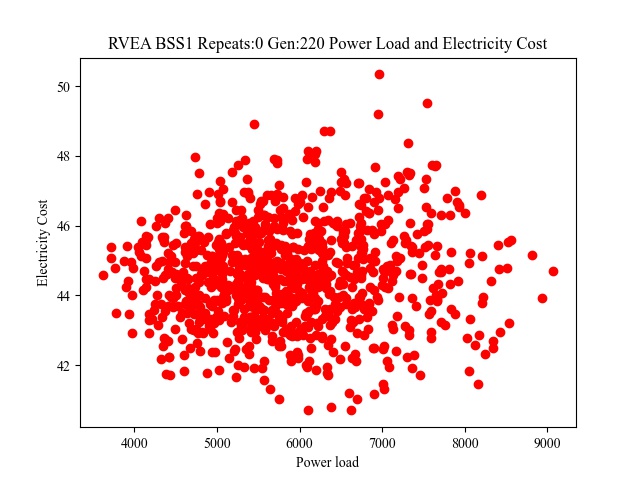 RVEA BSS1 Repeats:0 Gen:220 Power Load and Electricity Cost
50
48
46
44
42
Electricity Cost
4000 5000 6000 7000 8000 9000
Power load